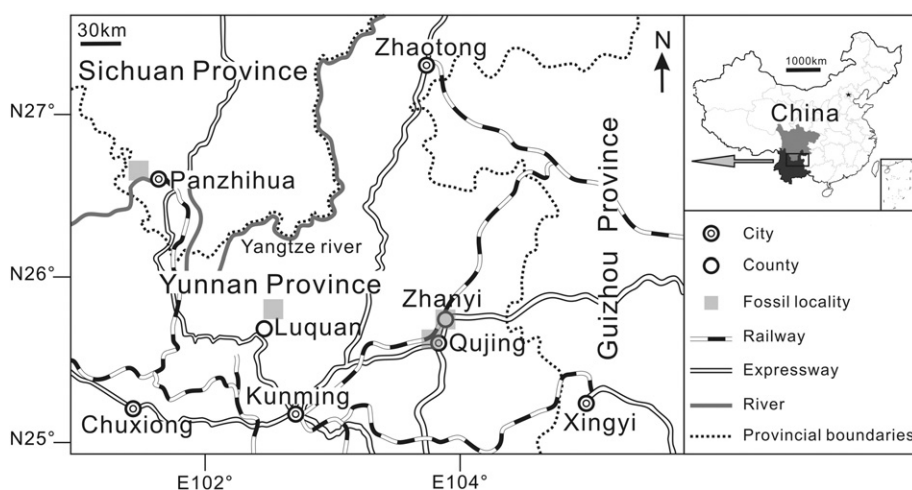 30km
Zhaotong
N
Sichuan Province
N27°
Panzhihua
Yangtze river
N26°
Yunnan Province
Zhanyi
Luquan
Qujing
Guizhou Province
Kunming
Chuxiong
Xingyi
N25°
E102°
E104°
1000km
China
City
County
Fossil locality
Railway
Expressway
River
Provincial boundaries